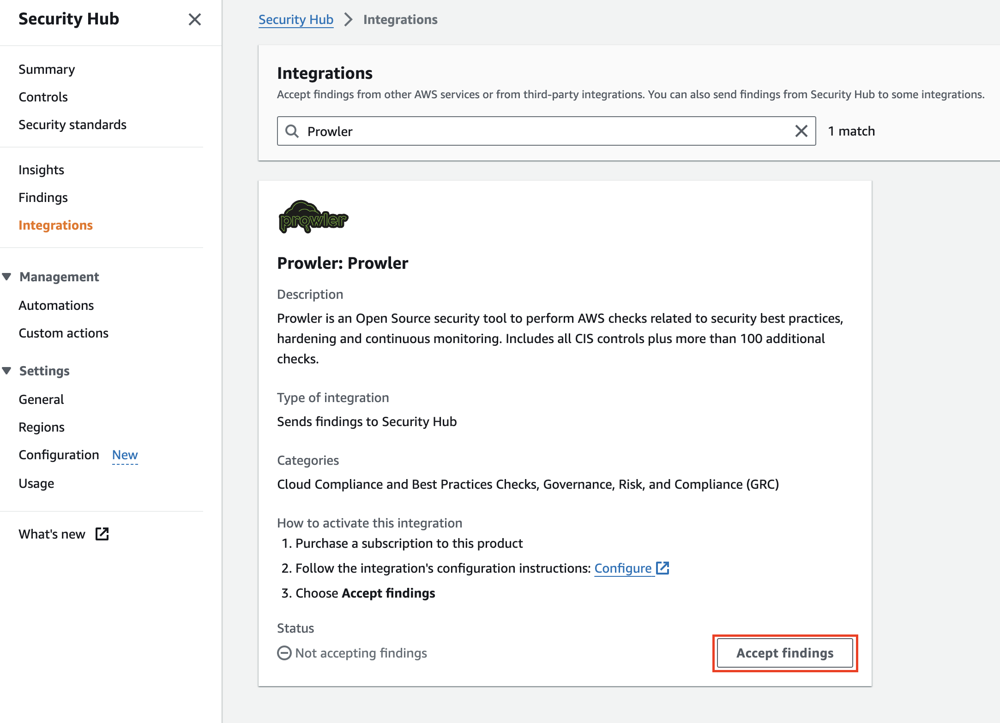 Security Hub
Summary
Controls
Security standards
Insights
Findings
Integrations
Management
Automations
Custom actions
Settings
General
Regions
Configuration New
Usage
What's new
Security Hub Integrations
Integrations
Accept findings from other AWS services or from third-party integrations. You can also send findings from Security Hub to some integrations.
Prowler
1 match
prowler
Prowler: Prowler
Description
Prowler is an Open Source security tool to perform AWS checks related to security best practices,
hardening and continuous monitoring. Includes all CIS controls plus more than 100 additional
checks.
Type of integration
Sends findings to Security Hub
Categories
Cloud Compliance and Best Practices Checks, Governance, Risk, and Compliance (GRC)
How to activate this integration
1. Purchase a subscription to this product
2. Follow the integration's configuration instructions: Configure
3. Choose Accept findings
Status
Not accepting findings
Accept findings